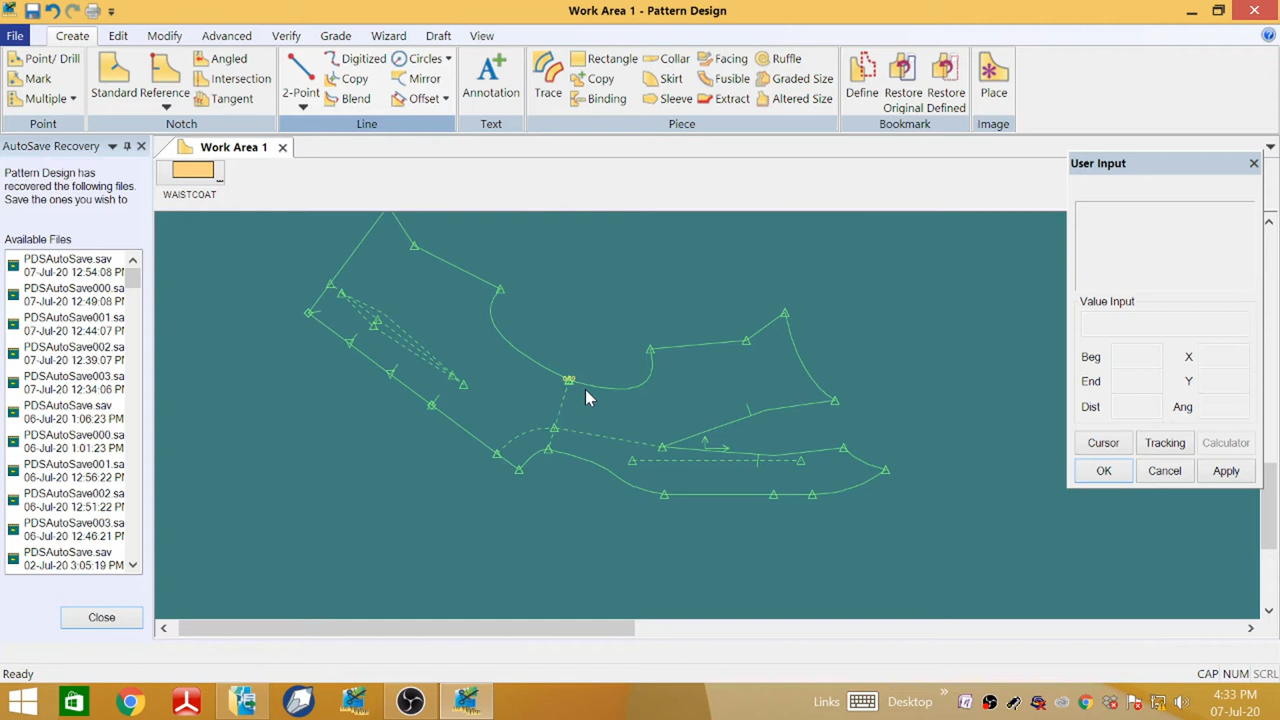 Work Area 1 - Pattern Design
File Create Edit Modify Advanced Verify Grade Wizard Draft View
Point/ Drill
Mark
Multiple
Point
Standard
Reference
Angled
Intersection
Tangent
Notch
2-Point
Digitized
Copy
Blend
Circles
Mirror
Offset
Line
Annotation
Text
Trace
Rectangle
Copy
Binding
Collar
Skirt
Sleeve
Facing
Fusible
Extract
Ruffle
Graded Size
Altered Size
Piece
Define
Restore
Original
Restore
Defined
Bookmark
Place
Image
AutoSave Recovery
Pattern Design has
recovered the following files.
Save the ones you wish to
Available Files
PDSAutoSave.sav
07-Jul-20 12:54:08 PM
PDSAutoSave000.sa
07-Jul-20 12:49:08 PM
PDSAutoSave001.sa
07-Jul-20 12:44:07 PM
PDSAutoSave002.sa
07-Jul-20 12:39:07 PM
PDSAutoSave003.sa
07-Jul-20 12:34:06 PM
PDSAutoSave.sav
06-Jul-20 1:06:23 PM
PDSAutoSave000.sa
06-Jul-20 1:01:23 PM
PDSAutoSave001.sa
06-Jul-20 12:56:22 PM
PDSAutoSave002.sa
06-Jul-20 12:51:22 PM
PDSAutoSave003.sa
06-Jul-20 12:46:21 PM
PDSAutoSave.sav
02-Jul-20 3:05:19 PM
Close
Work Area 1
WAISTCOAT
User Input
Value Input
Beg X
End Y
Dist Ang
Cursor Tracking Calculator
OK Cancel Apply
Ready
CAP NUM SCRL
Links Desktop
4:33 PM
07-Jul-20